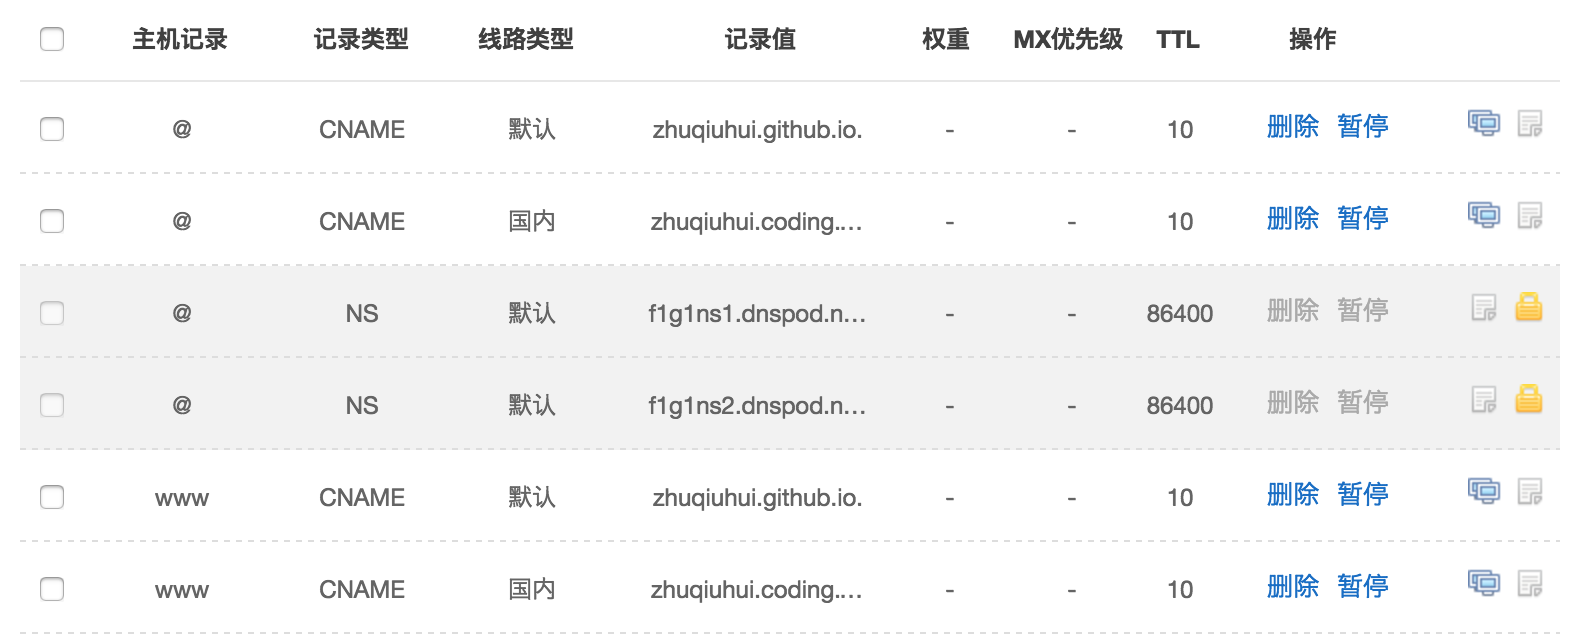 主机记录 记录类型 线路类型 记录值 权重 MX优先级 TTL 操作
@ CNAME 默认 zhuqiuhui.github.io. - - 10 删除 暂停
@ CNAME 国内 zhuqiuhui.coding.... - - 10 删除 暂停
@ NS 默认 f1g1ns1.dnspod.n... - - 86400 删除 暂停
@ NS 默认 f1g1ns2.dnspod.n... - - 86400 删除 暂停
www CNAME 默认 zhuqiuhui.github.io. - - 10 删除 暂停
www CNAME 国内 zhuqiuhui.coding.... - - 10 删除 暂停